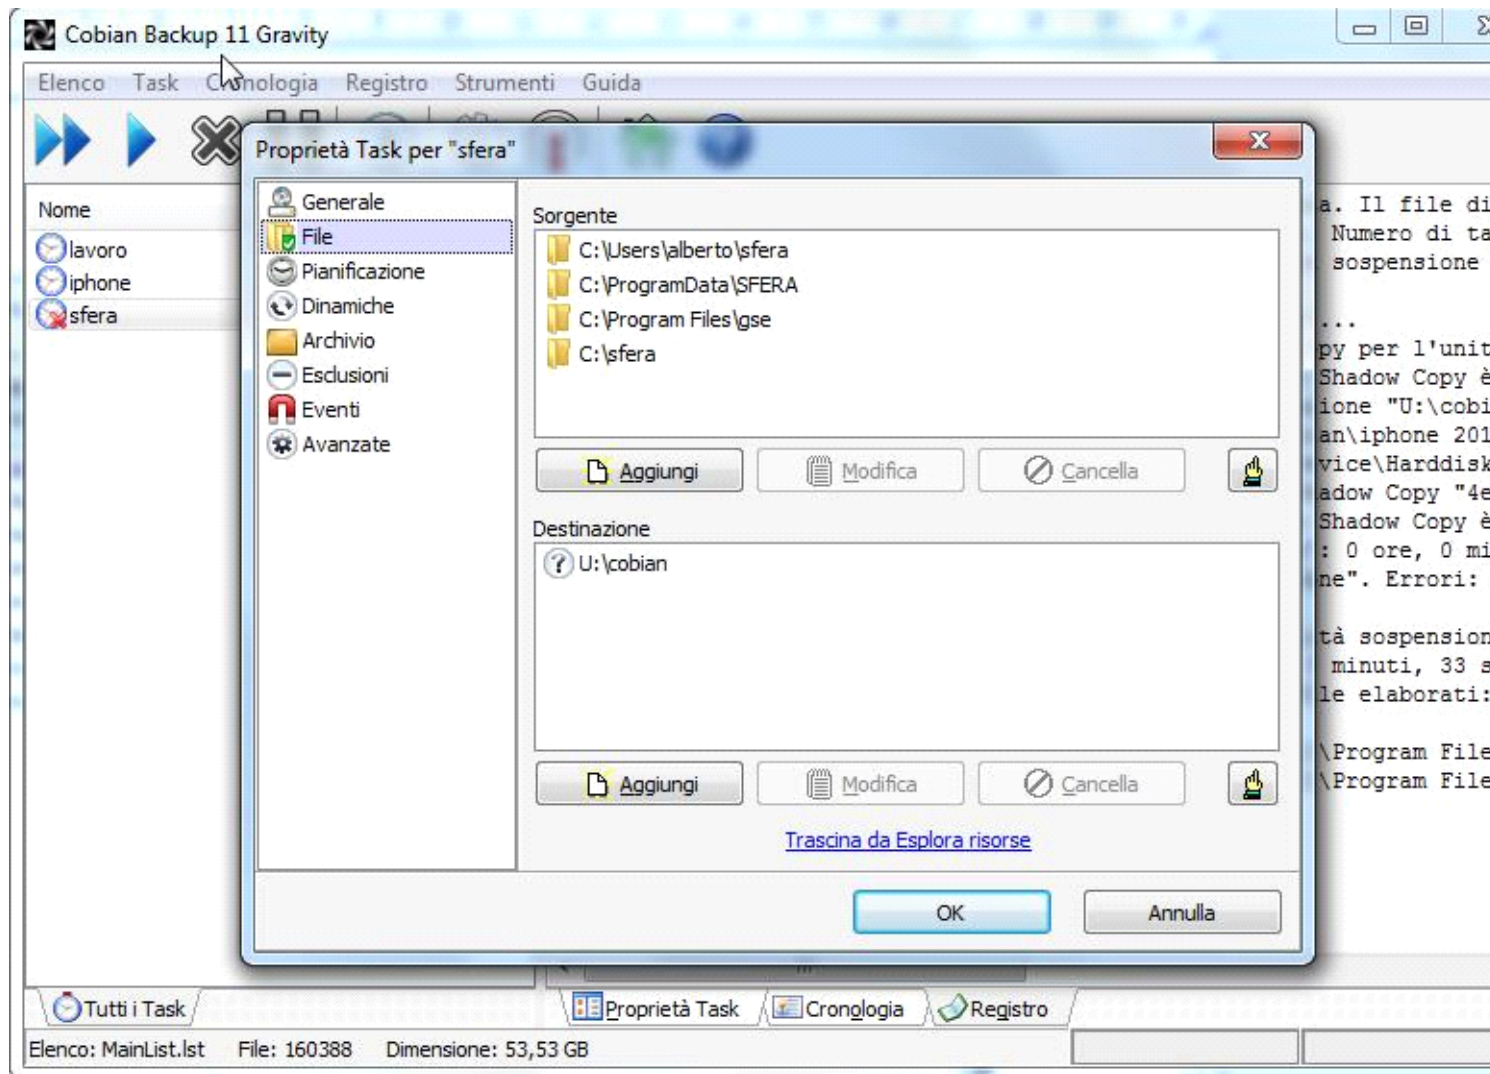 Cobian Backup 11 Gravity
Elenco Task Cronologia Registro Strumenti Guida
Proprietà Task per "sfera"
Nome
lavoro
iphone
sfera
Generale
File
Pianificazione
Dinamiche
Archivio
Esclusioni
Eventi
Avanzate
Sorgente
C:\Users\alberto\sfera
C:\ProgramData\SFERA
C:\Program Files\gse
C:\sfera
Aggiungi Modifica Cancella
Destinazione
U:\cobian
Aggiungi Modifica Cancella
Trascina da Esplora risorse
OK Annulla
a. Il file di
Numero di ta
sospensione
...
py per l'unit
Shadow Copy è
ione "U:\cobi
an\iphone 201
vice\Harddisk
adow Copy "4e
Shadow Copy è
: 0 ore, 0 mi
ne". Errori:
tà sospension
minuti, 33 s
le elaborati:
\Program File
\Program File
Tutti i Task
Proprietà Task Cronologia Registro
Elenco: MainList.lst File: 160388 Dimensione: 53,53 GB